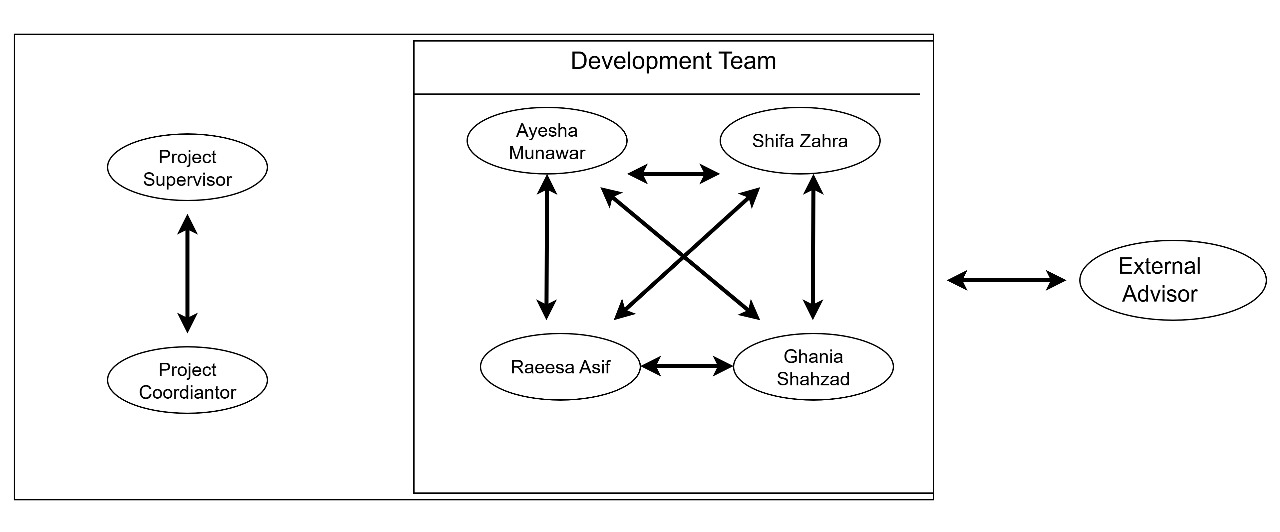 Development Team
Ayesha
Munawar
Shifa Zahra
Project
Supervisor
External
Advisor
Project
Coordiantor
Raeesa Asif
Ghania
Shahzad